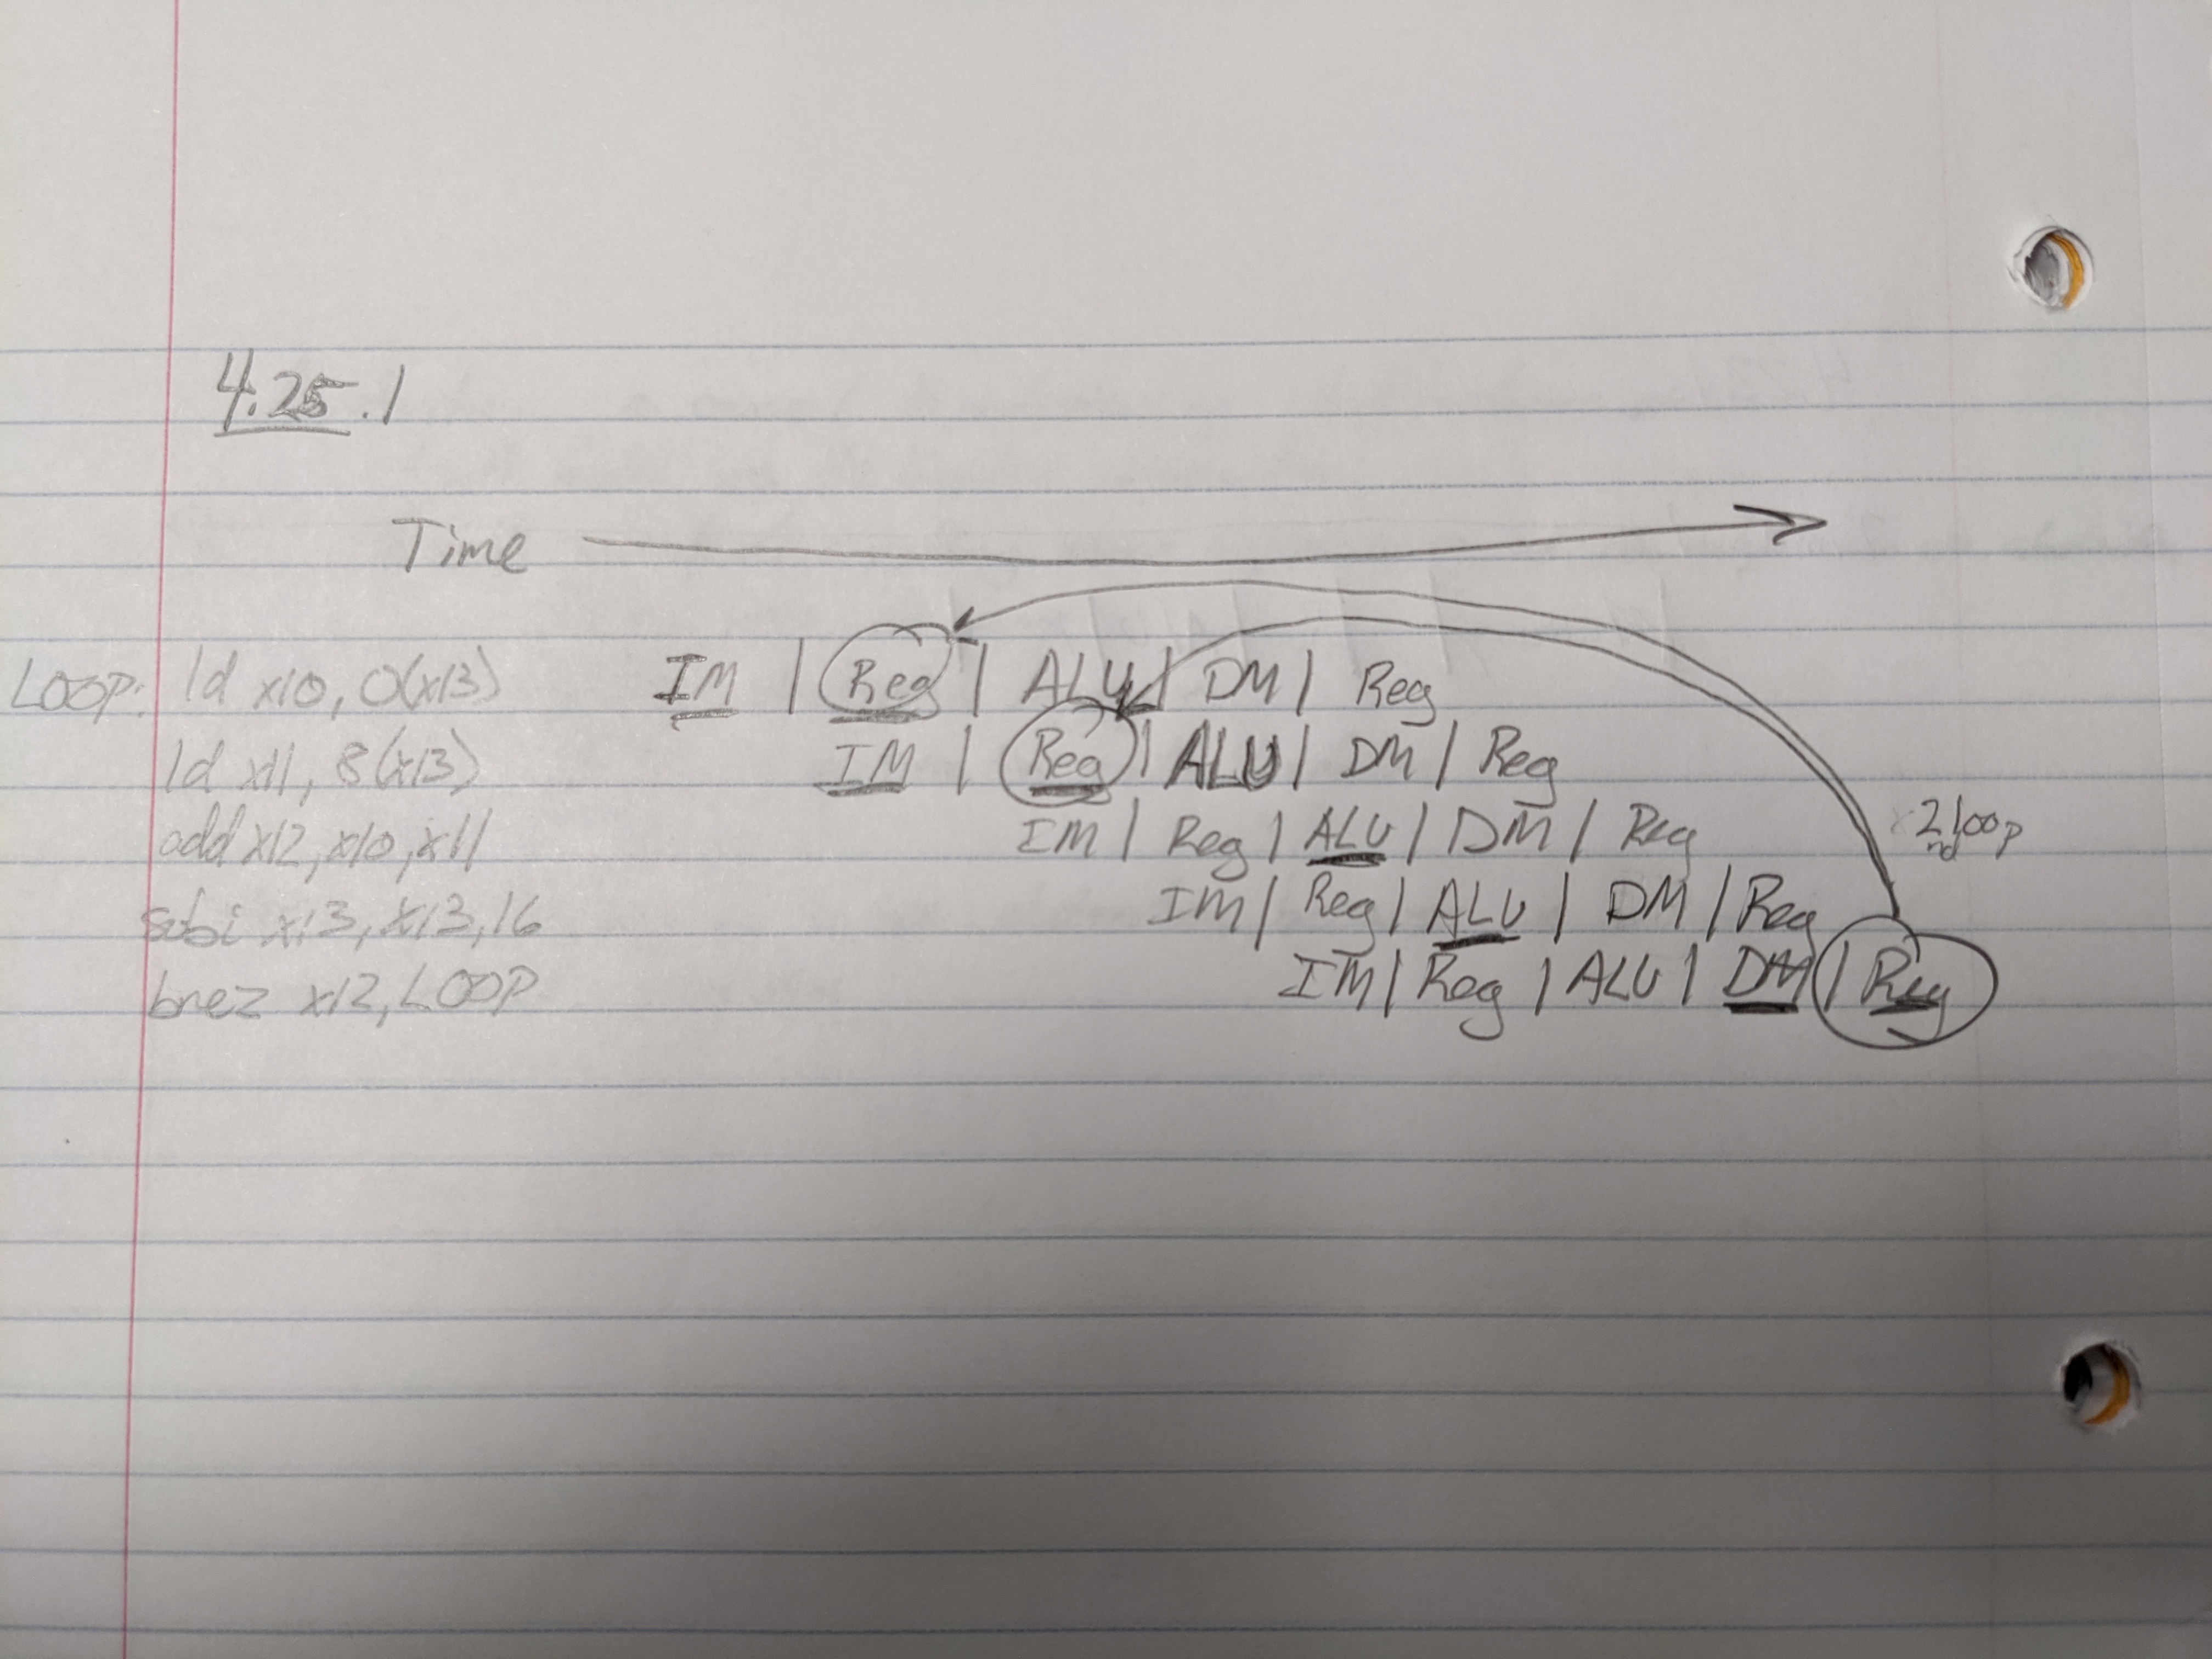 4.25.1
Time
LOOP: ld x10, 0(x13) IM | Reg | ALU | DM | Reg
ld x11, 8(x13) IM | Reg | ALU | DM | Reg
add x12, x10, x11 IM | Reg | ALU | DM | Reg
subi x13, x13, 16 IM | Reg | ALU | DM | Reg
bnez x12, LOOP IM | Reg | ALU | DM | Reg
2nd loop